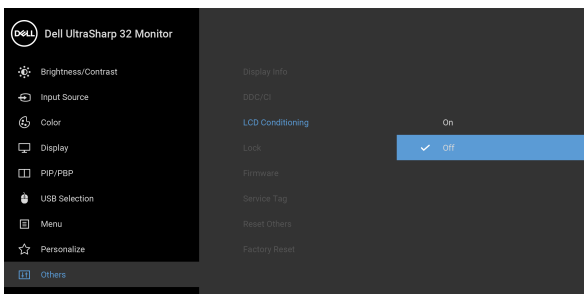 DELL Dell UltraSharp 32 Monitor
Brightness/Contrast
Input Source
Color
Display
PIP/PBP
USB Selection
Menu
Personalize
Others
Display Info
DDC/CI
LCD Conditioning
Lock
Firmware
Service Tag
Reset Others
Factory Reset
On
Off